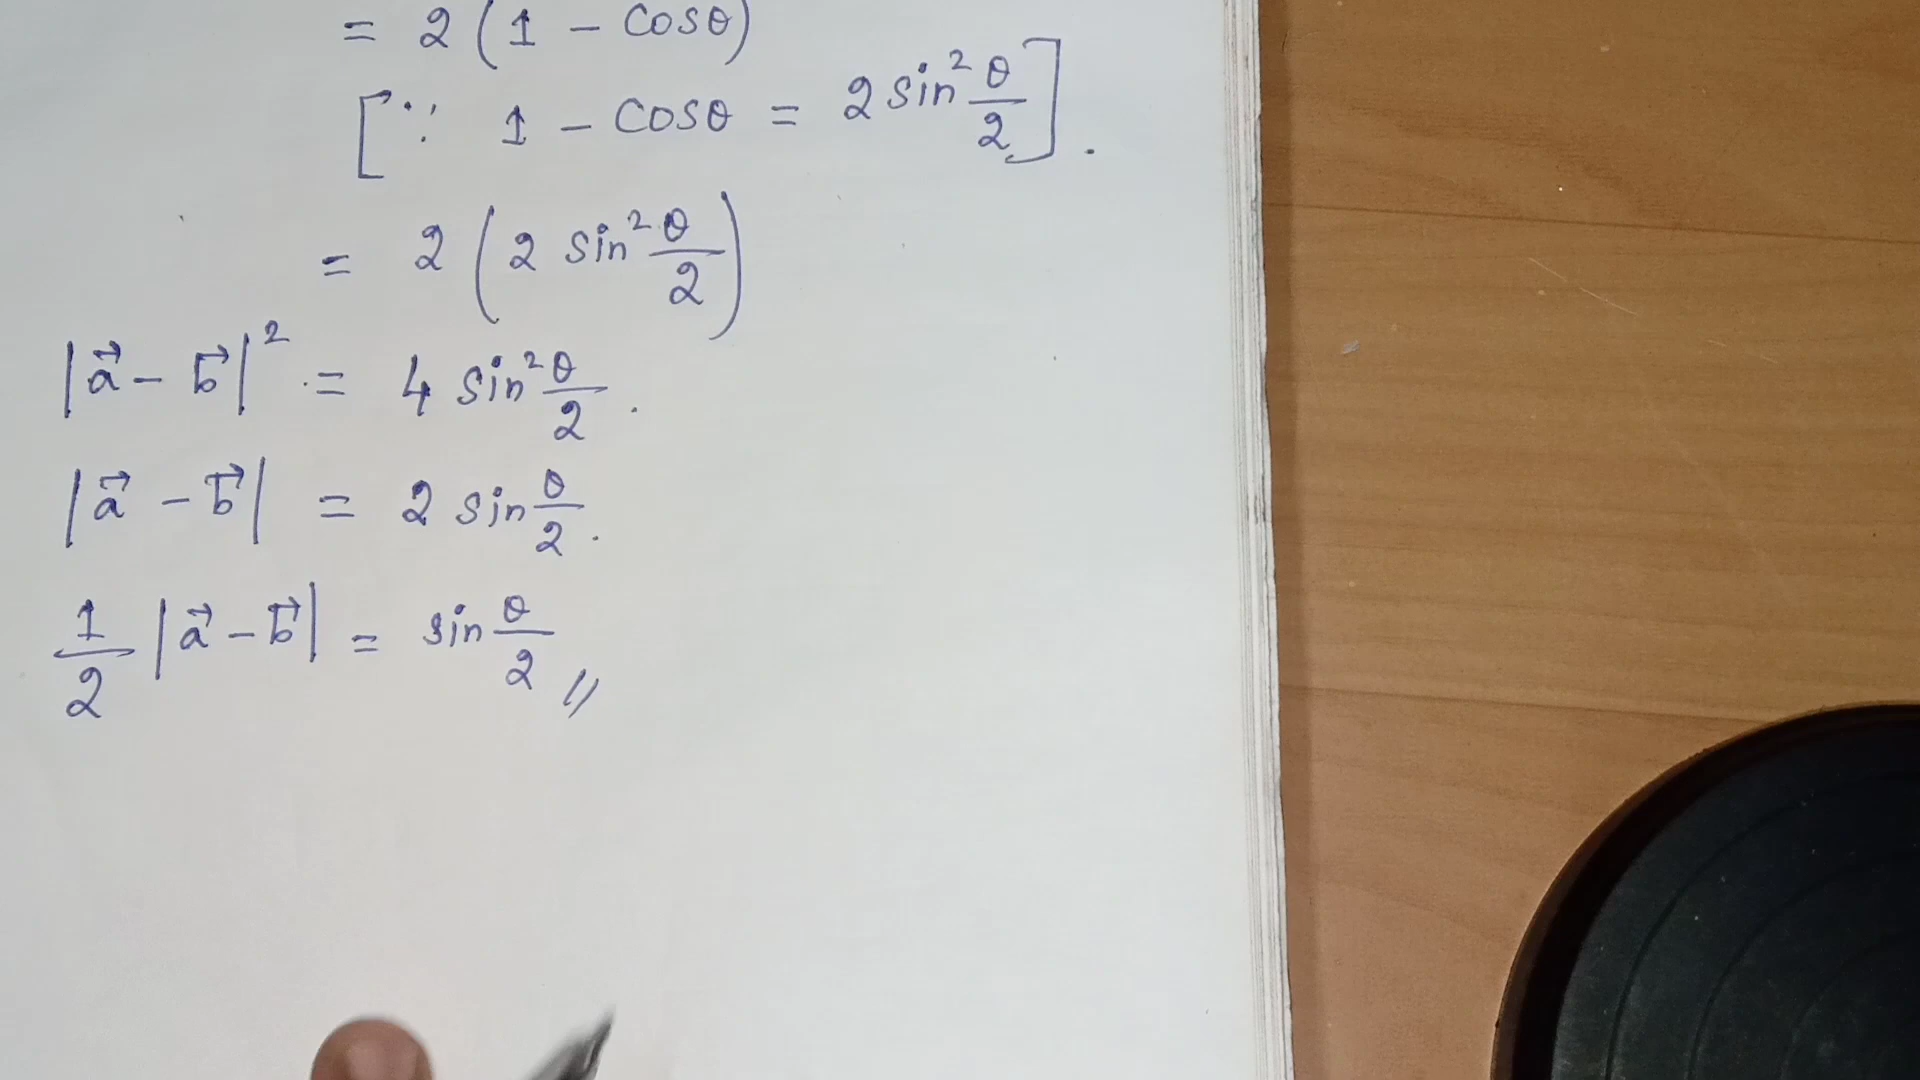 = 2 (1 - cosθ)
[∵ 1 - cosθ = 2 sin² θ/2].
= 2 (2 sin² θ/2)
|a⃗ - b⃗|² = 4 sin² θ/2.
|a⃗ - b⃗| = 2 sin θ/2.
1/2 |a⃗ - b⃗| = sin θ/2 //